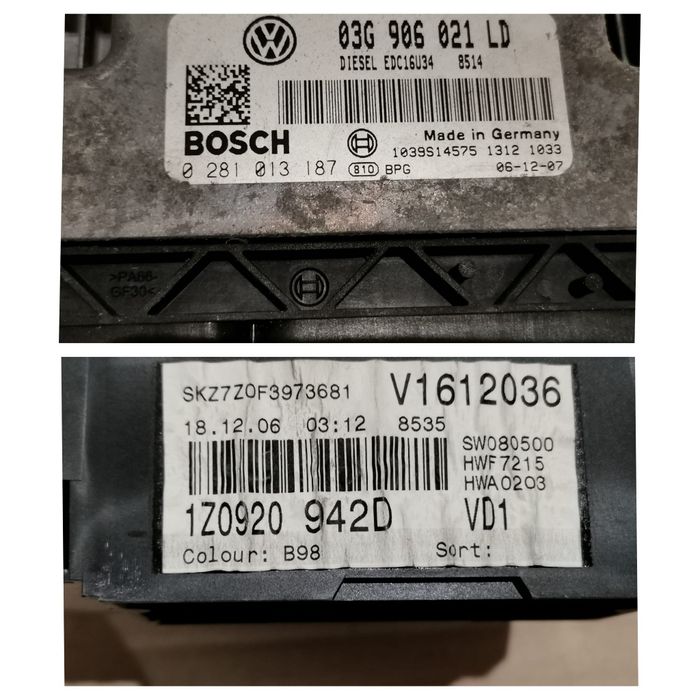 03G 906 021 LD
DIESEL EDC16U34 8514
BOSCH
Made in Germany
1039S14575 1312 1033
0 281 013 187 810 BPG 06-12-07
>PA66-
GF30<
SKZ7Z0F3973681 V1612036
18.12.06 03:12 8535
SW080500
HWF7215
HWA0203
1Z0920 942D VD1
Colour: B98 Sort: